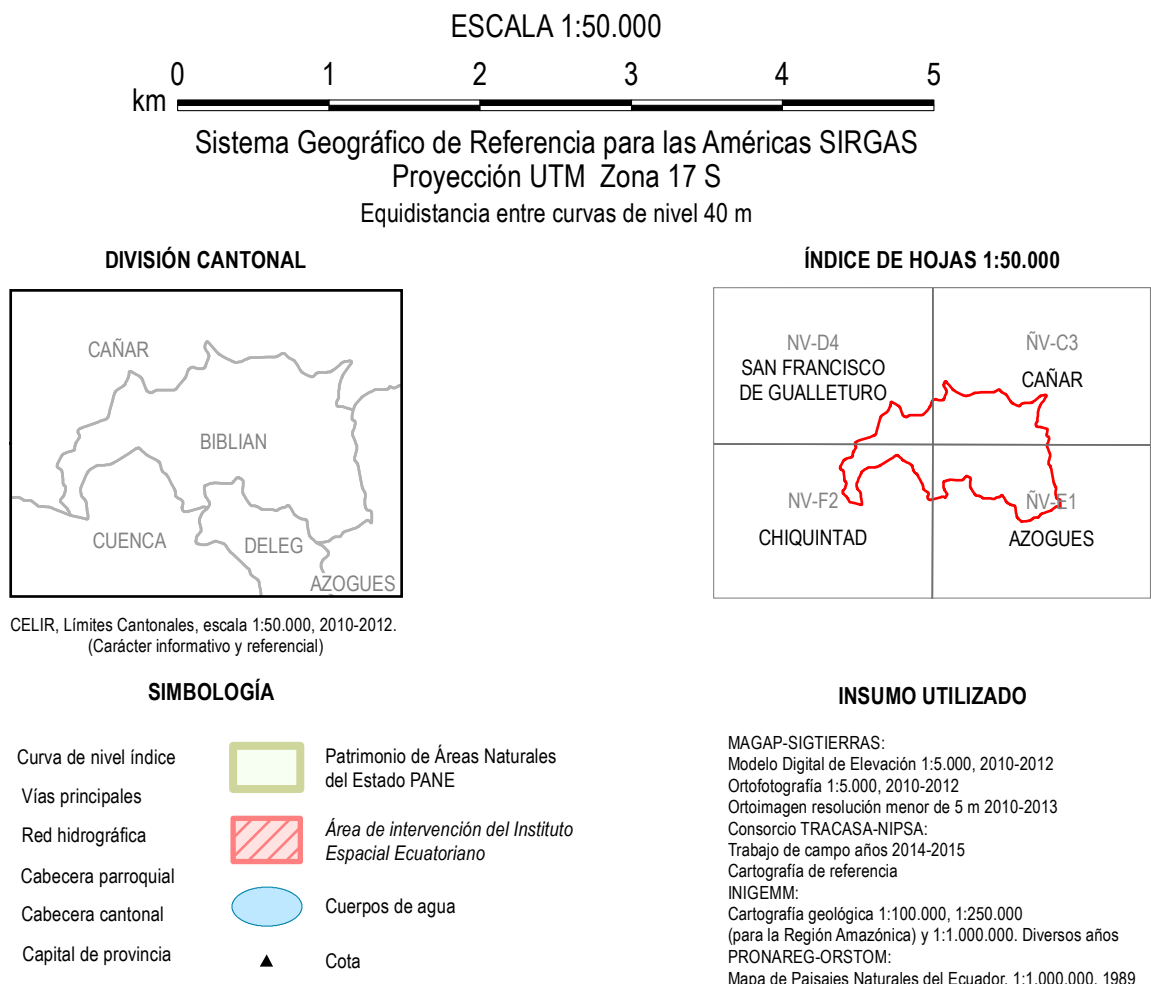 ESCALA 1:50.000
0 1 2 3 4 5
km
Sistema Geográfico de Referencia para las Américas SIRGAS
Proyección UTM Zona 17 S
Equidistancia entre curvas de nivel 40 m
DIVISIÓN CANTONAL
CAÑAR
BIBLIAN
CUENCA
DELEG
AZOGUES
CELIR, Límites Cantonales, escala 1:50.000, 2010-2012.
(Carácter informativo y referencial)
ÍNDICE DE HOJAS 1:50.000
NV-D4
SAN FRANCISCO
DE GUALLETURO
ÑV-C3
CAÑAR
NV-F2
CHIQUINTAD
ÑV-E1
AZOGUES
SIMBOLOGÍA
Curva de nivel índice
Vías principales
Red hidrográfica
Cabecera parroquial
Cabecera cantonal
Capital de provincia
Patrimonio de Áreas Naturales
del Estado PANE
Área de intervención del Instituto
Espacial Ecuatoriano
Cuerpos de agua
Cota
INSUMO UTILIZADO
MAGAP-SIGTIERRAS:
Modelo Digital de Elevación 1:5.000, 2010-2012
Ortofotografía 1:5.000, 2010-2012
Ortoimagen resolución menor de 5 m 2010-2013
Consorcio TRACASA-NIPSA:
Trabajo de campo años 2014-2015
Cartografía de referencia
INIGEMM:
Cartografía geológica 1:100.000, 1:250.000
(para la Región Amazónica) y 1:1.000.000. Diversos años
PRONAREG-ORSTOM:
Mapa de Paisajes Naturales del Ecuador, 1:1.000.000, 1989